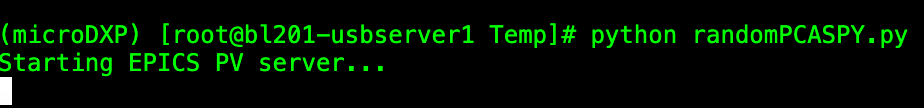 (microDXP) [root@bl201-usbserver1 Temp]# python randomPCASPY.py
Starting EPICS PV server...